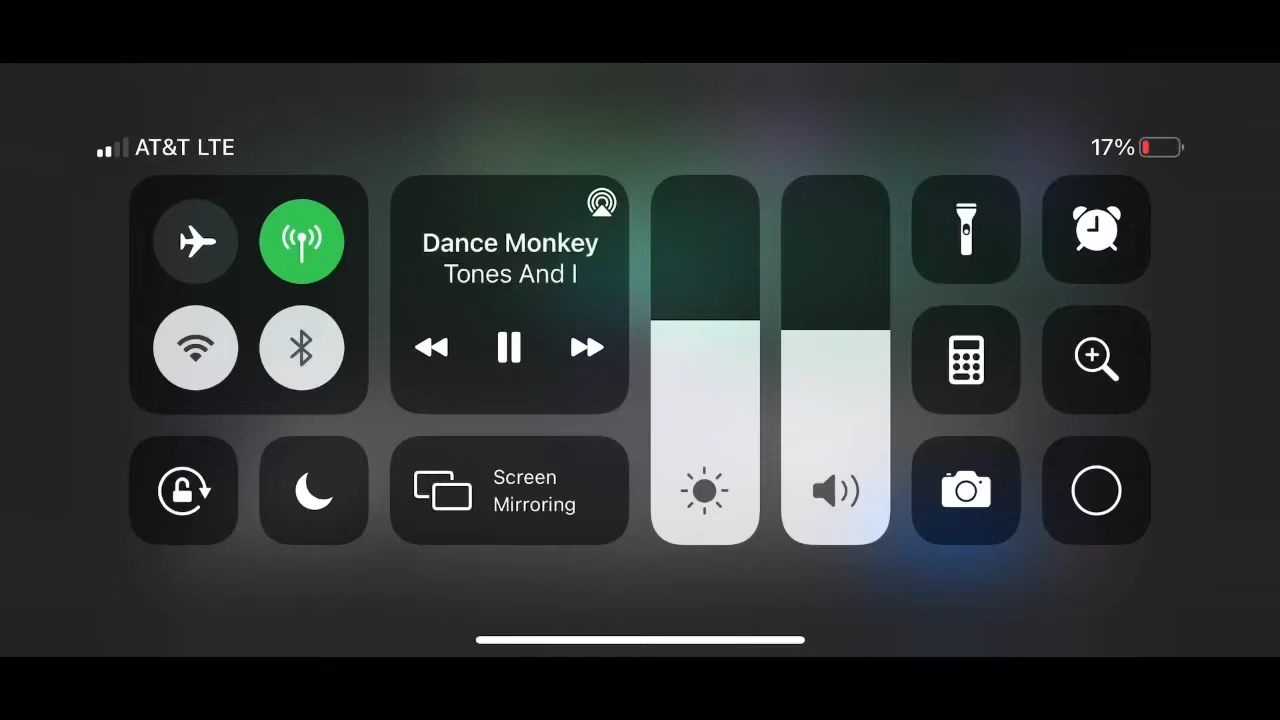 AT&T LTE
17%
Dance Monkey
Tones And I
Screen
Mirroring